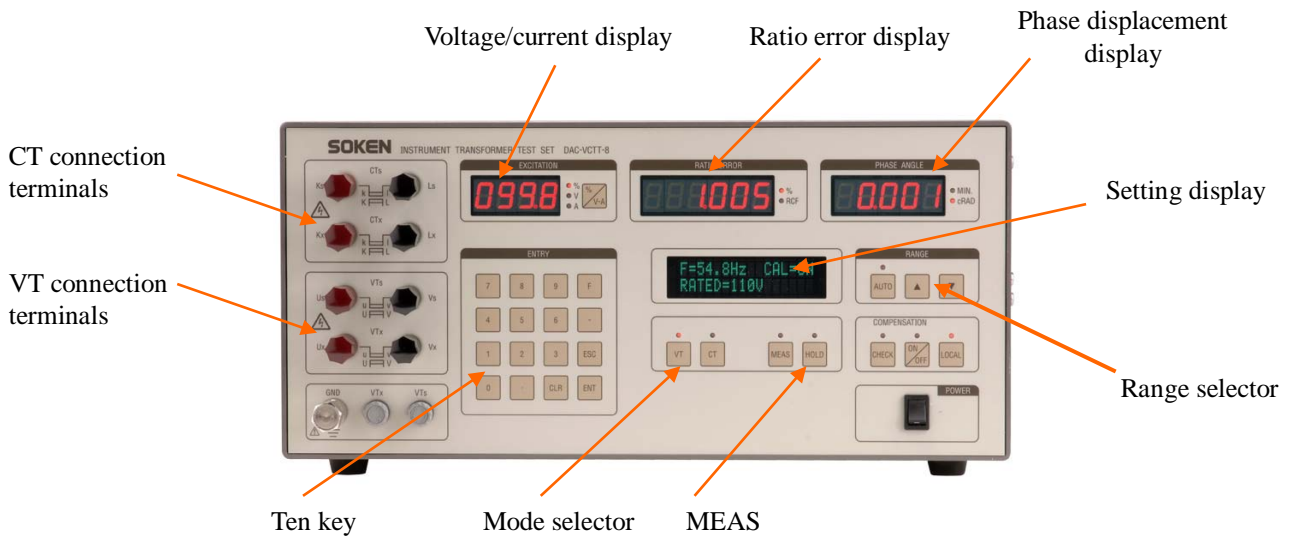 Voltage/current display
Ratio error display
Phase displacement
display
CT connection
terminals
VT connection
terminals
Setting display
Range selector
Ten key
Mode selector
MEAS
SOKEN INSTRUMENT TRANSFORMER TEST SET DAC-VCTT-8
CTs
Ks k l Ls
K L
CTx
Kx k l Lx
K L
VTs
Us u v Vs
U V
VTx
Ux u v Vx
U V
GND VTx VTs
EXCITATION
099.8
%
V
A
% V-A
RATIO ERROR
1.005
%
RCF
PHASE ANGLE
0.001
MIN.
cRAD
ENTRY
7 8 9 F
4 5 6 -
1 2 3 ESC
0 . CLR ENT
F=54.8Hz CAL=
RATED=110V
VT CT MEAS HOLD
RANGE
AUTO ▲ ▼
COMPENSATION
CHECK ON/OFF LOCAL
POWER